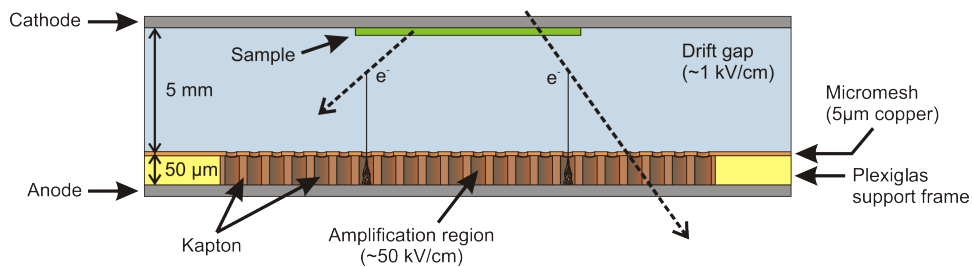 Cathode
Sample
Drift gap
(~1 kV/cm)
e-
e-
5 mm
Micromesh
(5µm copper)
50 µm
Anode
Plexiglas
support frame
Kapton
Amplification region
(~50 kV/cm)